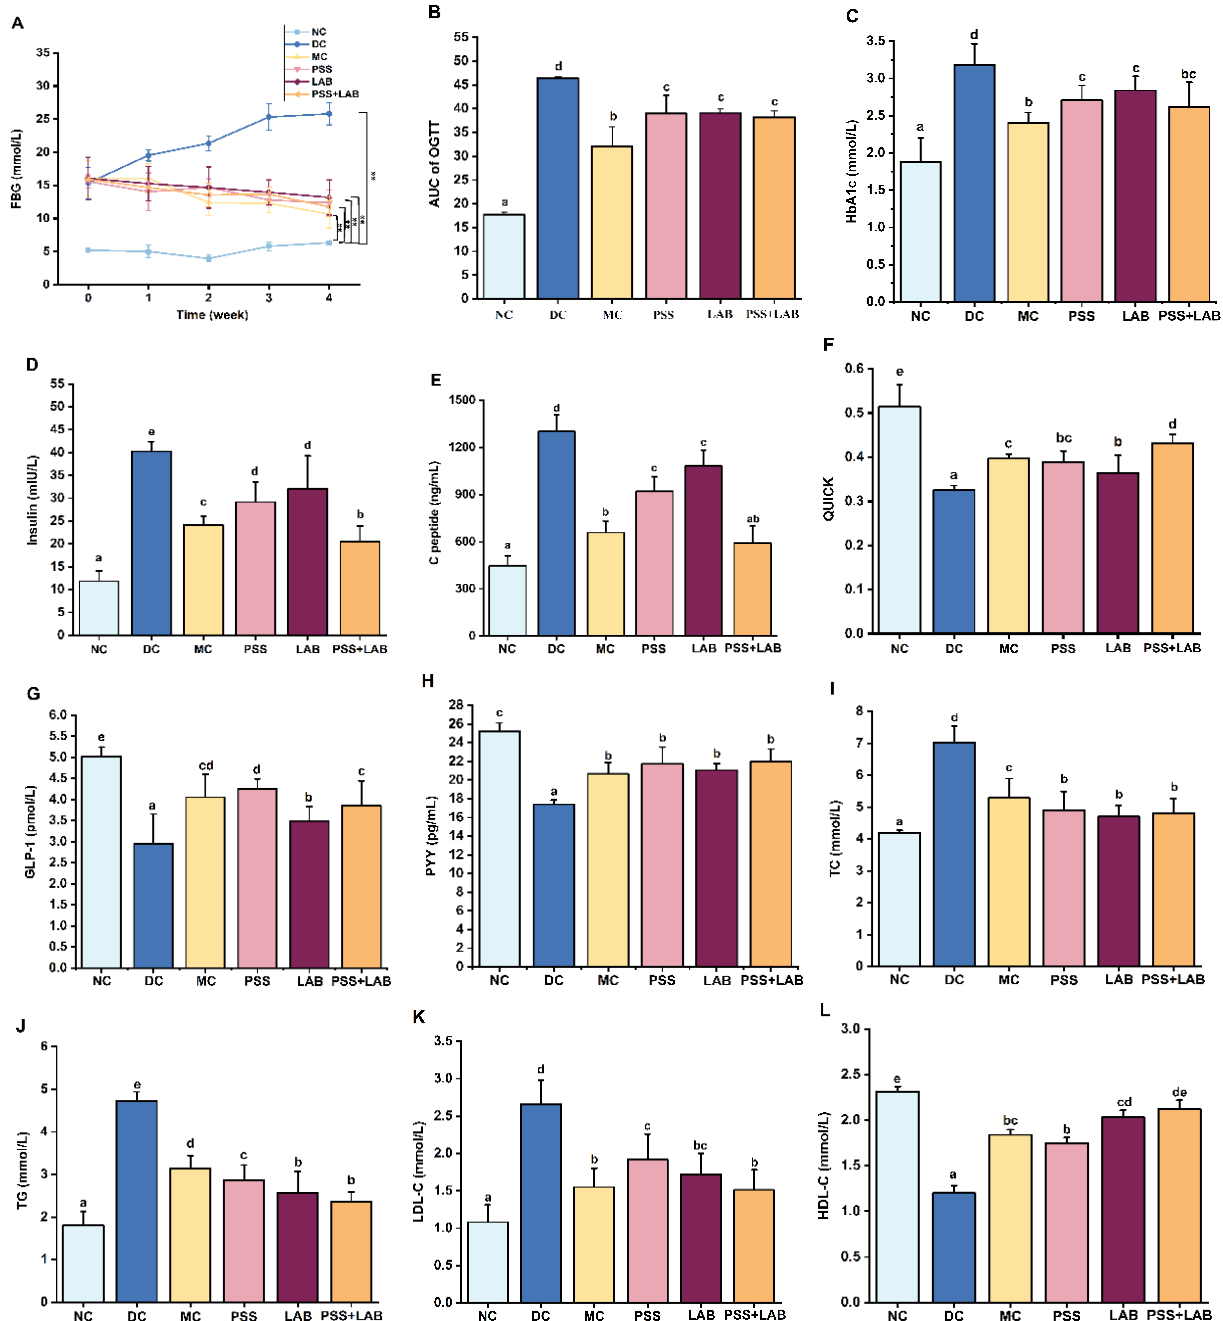 A
NC
DC
MC
PSS
LAB
PSS+LAB
FBG (mmol/L)
35
30
25
20
15
10
5
0
0 1 2 3 4
Time (week)
**
**
**
**
**
B
AUC of OGTT
55
50
45
40
35
30
25
20
15
10
5
0
a d b c c c
NC DC MC PSS LAB PSS+LAB
C
HbA1c (mmol/L)
3.5
3.0
2.5
2.0
1.5
1.0
0.5
0.0
a d b c c bc
NC DC MC PSS LAB PSS+LAB
D
Insulin (mIU/L)
55
50
45
40
35
30
25
20
15
10
5
0
a e c d d b
NC DC MC PSS LAB PSS+LAB
E
C peptide (ng/mL)
1500
1200
900
600
300
0
a d b c c ab
NC DC MC PSS LAB PSS+LAB
F
QUICK
0.6
0.5
0.4
0.3
0.2
0.1
0.0
e a c bc b d
NC DC MC PSS LAB PSS+LAB
G
GLP-1 (pmol/L)
6.0
5.5
5.0
4.5
4.0
3.5
3.0
2.5
2.0
1.5
1.0
0.5
0.0
e a cd d b c
NC DC MC PSS LAB PSS+LAB
H
PYY (pg/mL)
28
26
24
22
20
18
16
14
12
10
8
6
4
2
0
c a b b b b
NC DC MC PSS LAB PSS+LAB
I
TC (mmol/L)
8
7
6
5
4
3
2
1
0
a d c b b b
NC DC MC PSS LAB PSS+LAB
J
TG (mmol/L)
6
5
4
3
2
1
0
a e d c b b
NC DC MC PSS LAB PSS+LAB
K
LDL-C (mmol/L)
3.5
3.0
2.5
2.0
1.5
1.0
0.5
0.0
a d b c bc b
NC DC MC PSS LAB PSS+LAB
L
HDL-C (mmol/L)
3.0
2.5
2.0
1.5
1.0
0.5
0.0
e a bc b cd de
NC DC MC PSS LAB PSS+LAB